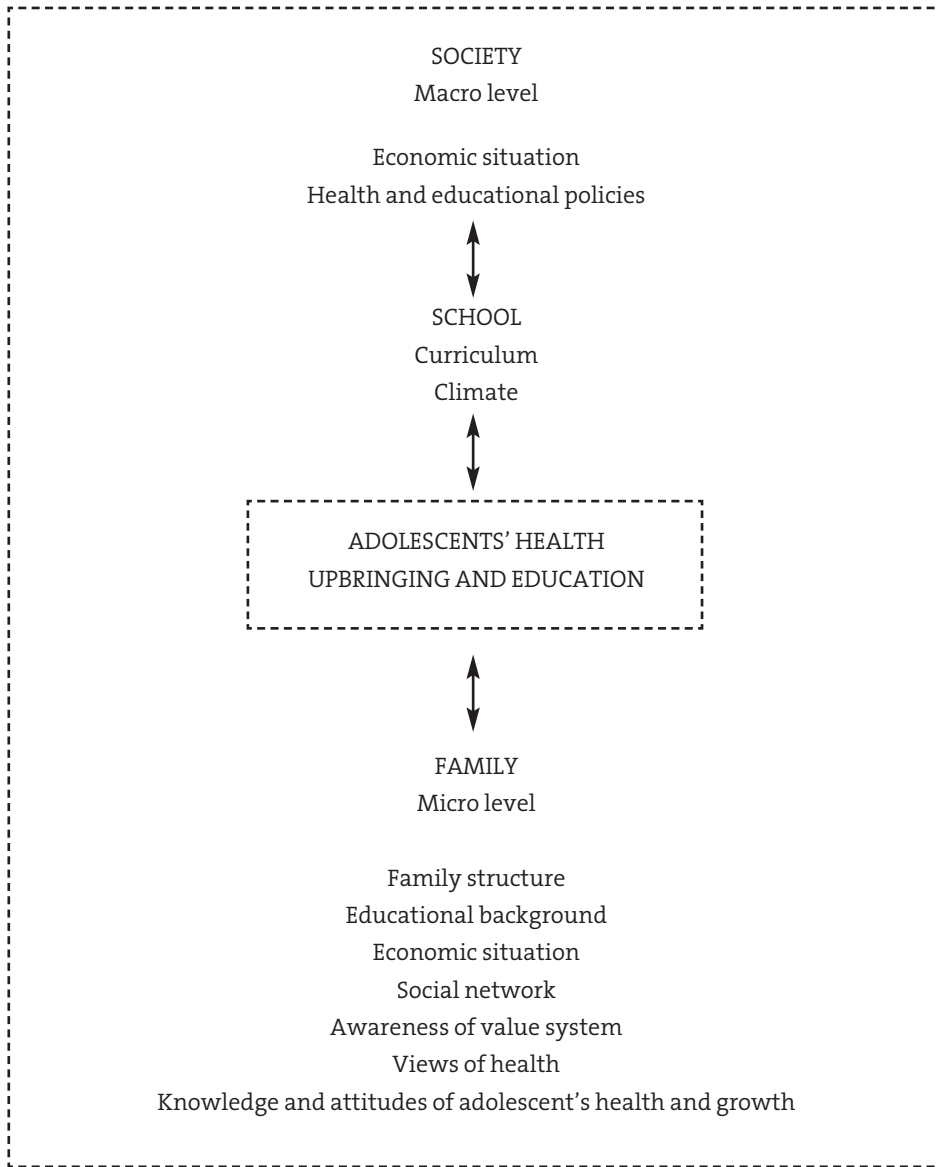 SOCIETY
Macro level
Economic situation
Health and educational policies
SCHOOL
Curriculum
Climate
ADOLESCENTS’ HEALTH
UPBRINGING AND EDUCATION
FAMILY
Micro level
Family structure
Educational background
Economic situation
Social network
Awareness of value system
Views of health
Knowledge and attitudes of adolescent’s health and growth